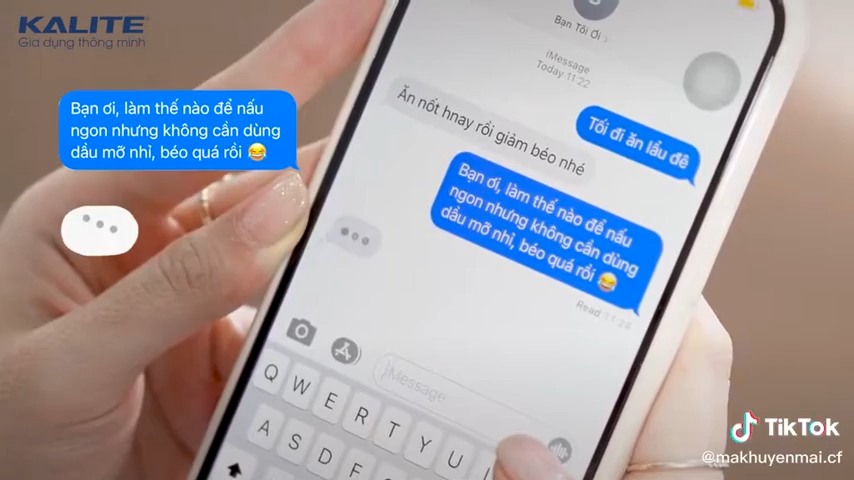 KALITE
Gia dụng thông minh
Bạn ơi, làm thế nào để nấu
ngon nhưng không cần dùng
dầu mỡ nhỉ, béo quá rồi 😂
Bạn Tôi Ơi
iMessage
Today 11:22
Tối đi ăn lẩu đê
Ăn nốt hnay rồi giảm béo nhé
Bạn ơi, làm thế nào để nấu
ngon nhưng không cần dùng
dầu mỡ nhỉ, béo quá rồi 😂
Read 11:24
iMessage
Q W E R T Y U
A S D F
TikTok
@makhuyenmai.cf